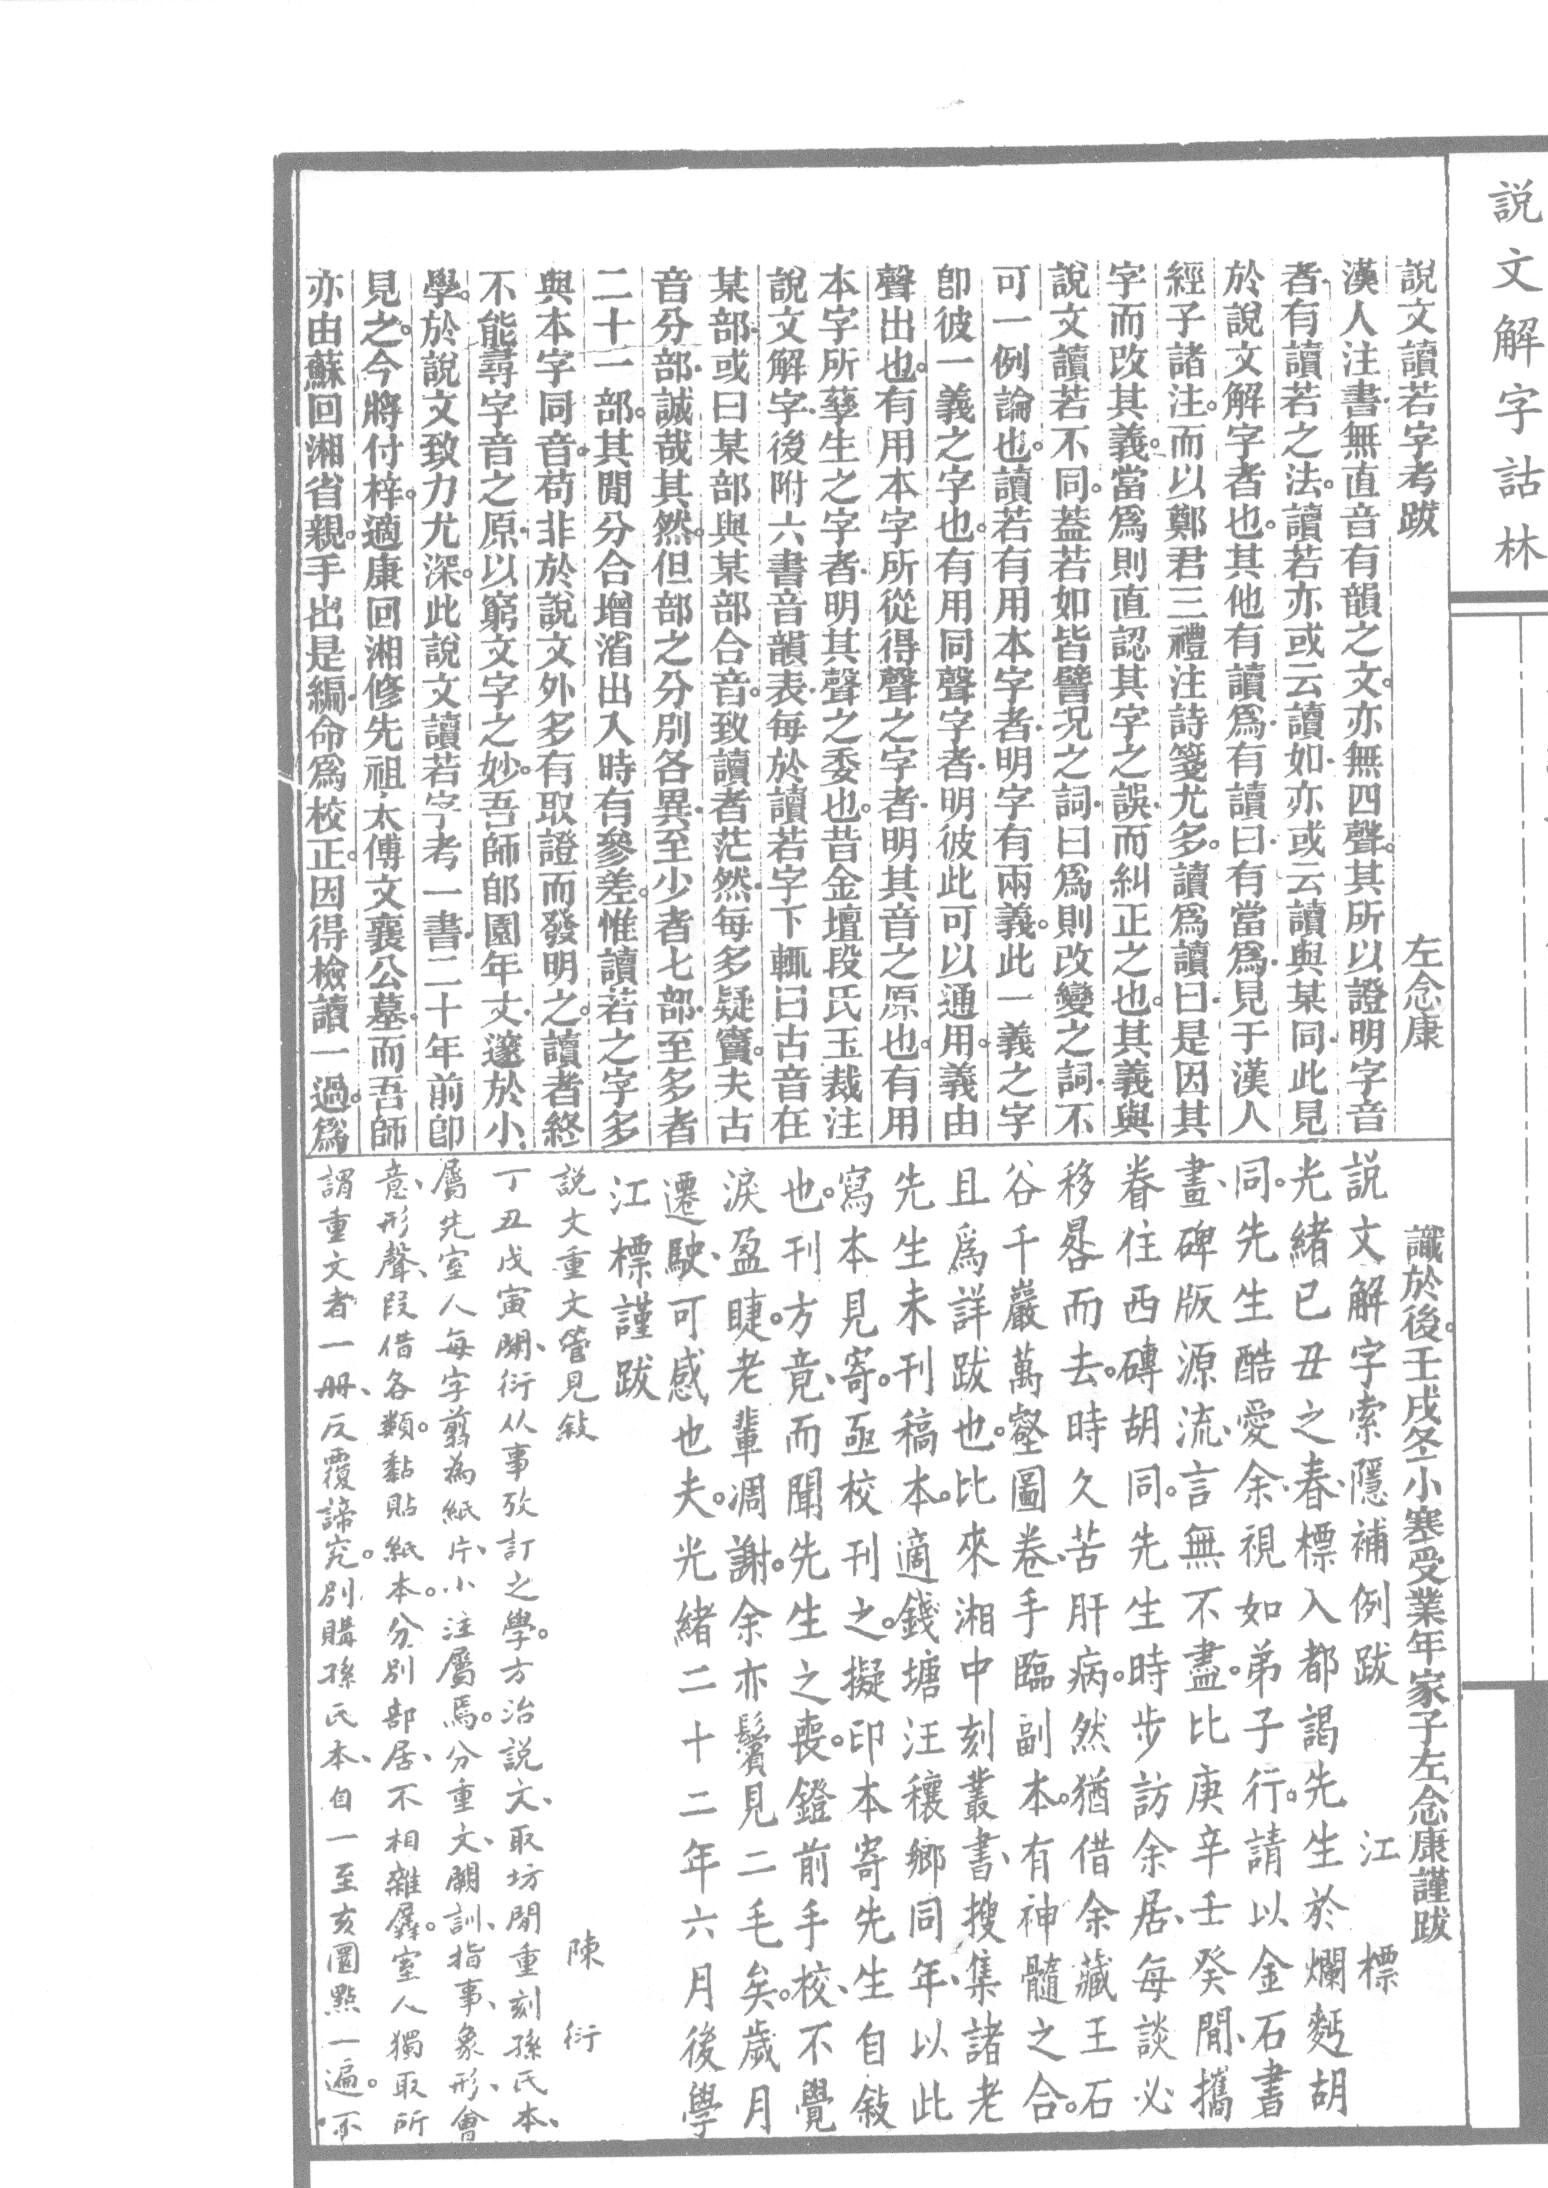 説文解字詁林
説文讀若字考跋　左念康
漢人注書無直音有韻之文。亦無四聲。其所以證明字音
者有讀若之法。讀若亦或云讀如亦或云讀與某同此見
於說文解字者也。其他有讀爲有讀曰有當爲見于漢人
經子諸注。而以鄭君三禮注詩箋尤多。讀爲讀曰是因其
字而改其義。當爲則直認其字之誤而糾正之也。其義與
說文讀若不同。蓋若如皆譬况之詞曰爲則改變之詞不
可一例論也。讀若有用本字者明字有兩義。此一義之字
卽彼一義之字也。有用同聲字者明彼此可以通用。義由
聲出也。有用本字所從得聲之字者明其音之原也。有用
本字所孳生之字者明其聲之委也。昔金壇段氏玉裁注
說文解字後附六書音韻表每於讀若字下輒曰古音在
某部或曰某部與某部合音。致讀者茫然每多疑竇。夫古
音分部誠哉其然。但部之分別各異至少者七部至多者
二十一部。其閒分合增渻出入時有參差。惟讀若之字多
與本字同音苟非於說文外多有取證而發明之。讀者終
不能尋字音之原以窮文字之妙。吾師郋園年丈邃於小
學。於說文致力尤深。此說文讀若字考一書二十年前卽
見之。今將付梓。適康回湘修先祖太傅文襄公墓。而吾師
亦由蘇回湘省親。手出是編命爲校正。因得檢讀一過。爲
識於後。壬戌冬小寒受業年家子左念康謹跋
説文解字索隱補例跋　江標
光緒己丑之春、標入都謁先生於爛麪胡
同。先生酷愛余、視如弟子行。請以金石書
畫、碑版源流、言無不盡。比庚辛壬癸間、攜
眷住西磚胡同。先生時步訪余居、每談必
移晷而去。時久苦肝病。然猶借余藏王石
谷千巖萬壑圖卷、手臨副本。有神髓之合。
且爲詳跋也。比來湘中刻叢書、搜集諸老
先生未刊稿本。適錢塘汪穰鄉同年、以此
寫本見寄。亟校刊之。擬印本寄先生自敍
也。刊方竟、而聞先生之喪。鐙前手校、不覺
淚盈睫。老輩凋謝。余亦鬢見二毛矣。歲月
遷駛、可感也夫。光緒二十二年六月後學
江標謹跋
説文重文管見敍　陳衍
丁丑戊寅閒、衍从事攷訂之學。方治説文、取坊閒重刻孫氏本、
屬先室人每字剪為紙片、小注屬焉。分重文、闕訓、指事、象形、會
意、形聲、叚借各類。黏貼紙本。分別部居、不相雜厠。室人獨取所
謂重文者一冊、反覆諦究。別購孫氏本、自一至亥圈點一遍。不